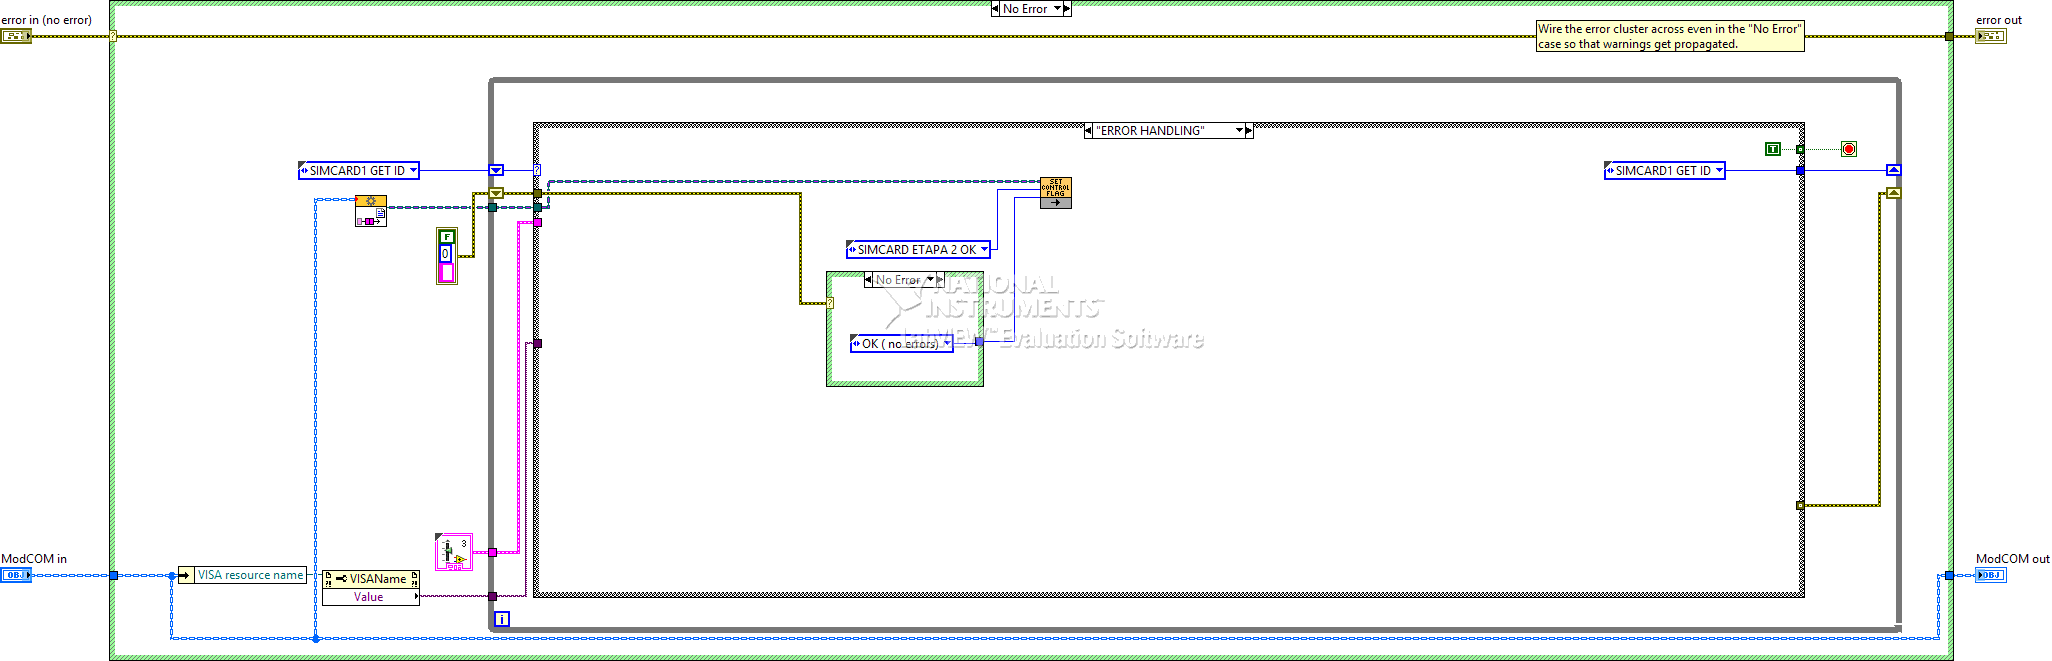 No Error
error in (no error)
error out
Wire the error cluster across even in the "No Error"
case so that warnings get propagated.
"ERROR HANDLING"
SIMCARD1 GET ID
T
SIMCARD1 GET ID
SET
CONTROL
FLAG
F
0
SIMCARD ETAPA 2 OK
No Error
NATIONAL
INSTRUMENTS™
LabVIEW™ Evaluation Software
OK ( no errors)
3
ModCOM in
OBJ
VISA resource name
VISAName
Value
ModCOM out
OBJ
i